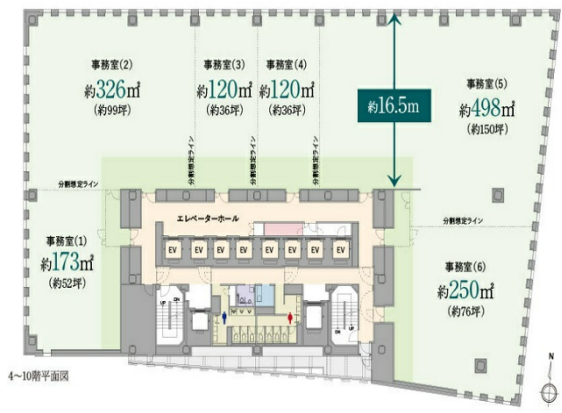 事務室(2)
約326㎡
(約99坪)
事務室(3)
約120㎡
(約36坪)
事務室(4)
約120㎡
(約36坪)
事務室(5)
約498㎡
(約150坪)
約16.5m
分割想定ライン
分割想定ライン
分割想定ライン
分割想定ライン
分割想定ライン
エレベーターホール
EV EV EV EV EV EV EV EV
事務室(1)
約173㎡
(約52坪)
事務室(6)
約250㎡
(約76坪)
UP
DN
UP
DN
4~10階平面図
N